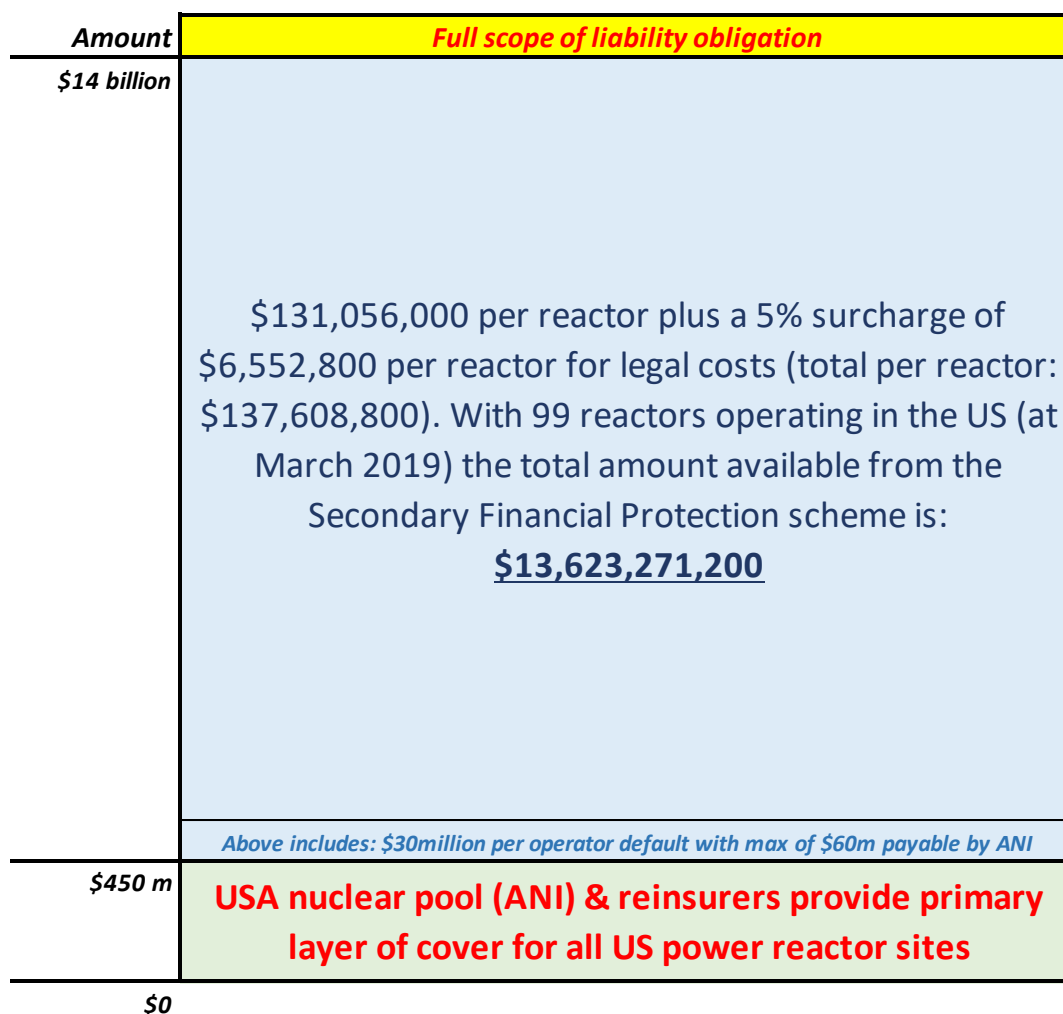 Amount
Full scope of liability obligation
$14 billion
$131,056,000 per reactor plus a 5% surcharge of
$6,552,800 per reactor for legal costs (total per reactor:
$137,608,800). With 99 reactors operating in the US (at
March 2019) the total amount available from the
Secondary Financial Protection scheme is:
$13,623,271,200
Above includes: $30million per operator default with max of $60m payable by ANI
$450 m
USA nuclear pool (ANI) & reinsurers provide primary
layer of cover for all US power reactor sites
$0